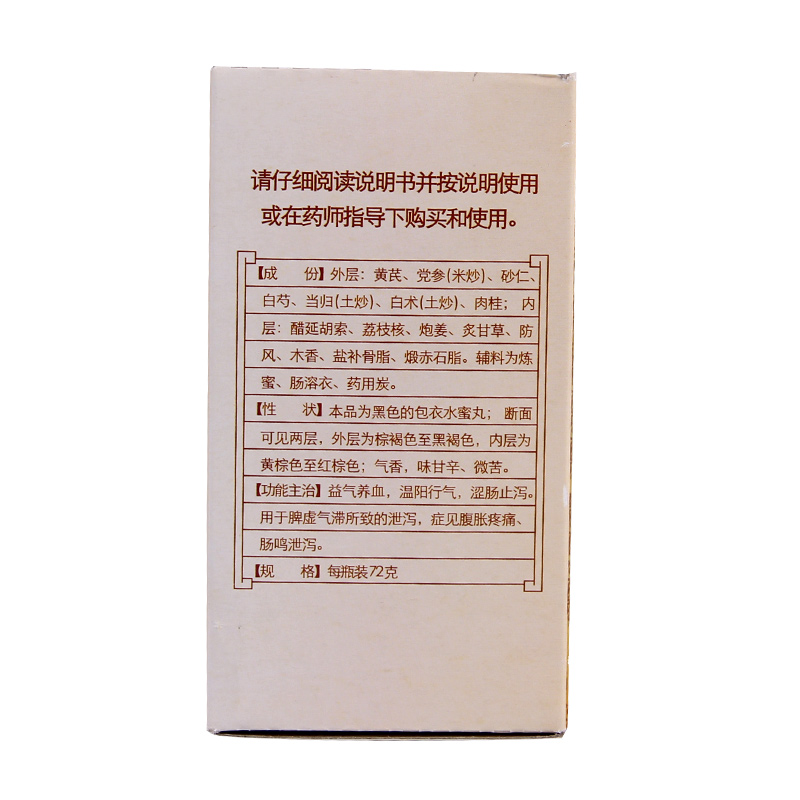 请仔细阅读说明书并按说明使用
或在药师指导下购买和使用。
【成　份】外层：黄芪、党参(米炒)、砂仁、
白芍、当归(土炒)、白术(土炒)、肉桂；内
层：醋延胡索、荔枝核、炮姜、炙甘草、防
风、木香、盐补骨脂、煅赤石脂。辅料为炼
蜜、肠溶衣、药用炭。
【性　状】本品为黑色的包衣水蜜丸；断面
可见两层，外层为棕褐色至黑褐色，内层为
黄棕色至红棕色；气香，味甘辛、微苦。
【功能主治】益气养血，温阳行气，涩肠止泻。
用于脾虚气滞所致的泄泻，症见腹胀疼痛、
肠鸣泄泻。
【规　格】每瓶装72克